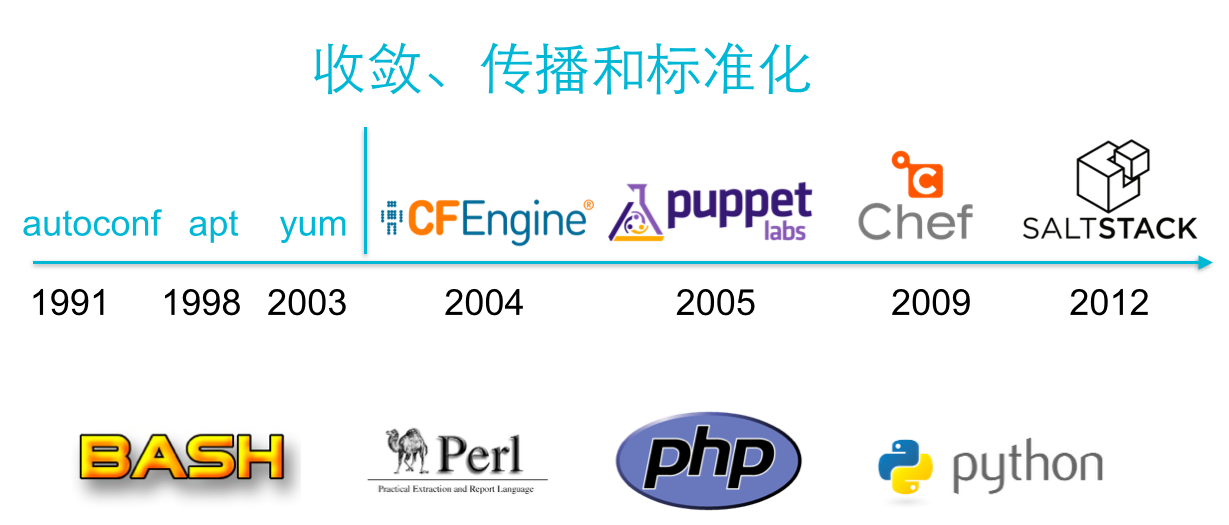 收敛、传播和标准化
autoconf apt yum CFEngine® puppet labs Chef SALTSTACK
1991 1998 2003 2004 2005 2009 2012
BASH Perl php python
Practical Extraction and Report Language